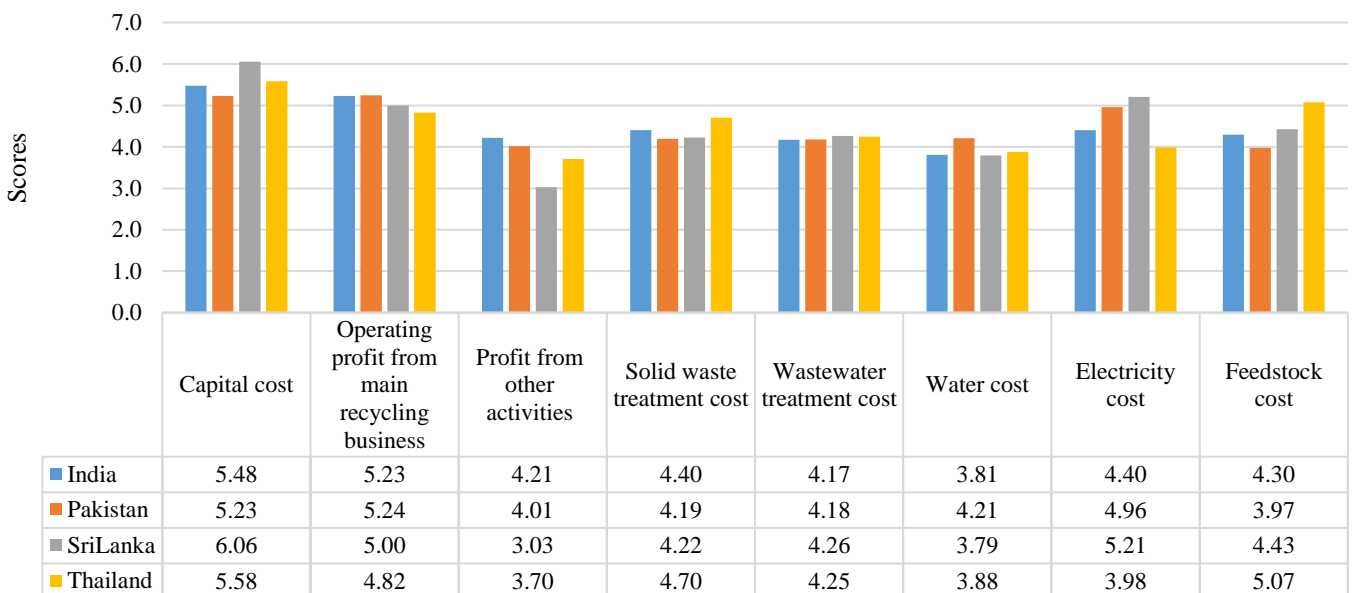 7.0
6.0
5.0
4.0
3.0
2.0
1.0
0.0
Scores
Capital cost
Operating
profit from
main
recycling
business
Profit from
other
activities
Solid waste
treatment cost
Wastewater
treatment cost
Water cost
Electricity
cost
Feedstock
cost
India 5.48 5.23 4.21 4.40 4.17 3.81 4.40 4.30
Pakistan 5.23 5.24 4.01 4.19 4.18 4.21 4.96 3.97
SriLanka 6.06 5.00 3.03 4.22 4.26 3.79 5.21 4.43
Thailand 5.58 4.82 3.70 4.70 4.25 3.88 3.98 5.07